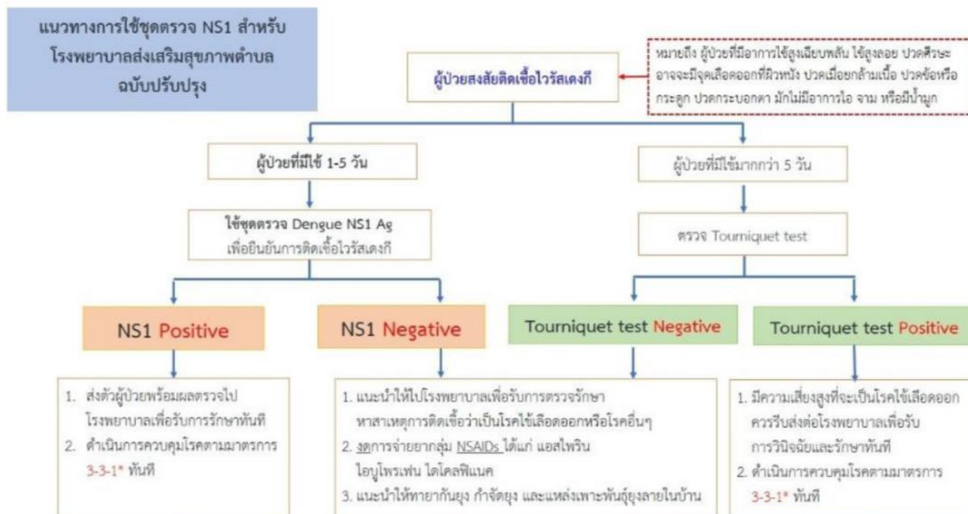 แนวทางการใช้ชุดตรวจ NS1 สำหรับ
โรงพยาบาลส่งเสริมสุขภาพตำบล
ฉบับปรับปรุง
ผู้ป่วยสงสัยติดเชื้อไวรัสเดงกี
หมายถึง ผู้ป่วยที่มีอาการไข้สูงเฉียบพลัน ไข้สูงลอย ปวดศีรษะ
อาจจะมีจุดเลือดออกที่ผิวหนัง ปวดเมื่อยกล้ามเนื้อ ปวดข้อหรือ
กระดูก ปวดกระบอกตา มักไม่มีอาการไอ จาม หรือมีน้ำมูก
ผู้ป่วยที่มีไข้ 1-5 วัน
ผู้ป่วยที่มีไข้มากกว่า 5 วัน
ใช้ชุดตรวจ Dengue NS1 Ag
เพื่อยืนยันการติดเชื้อไวรัสเดงกี
ตรวจ Tourniquet test
NS1 Positive
NS1 Negative
Tourniquet test Negative
Tourniquet test Positive
1. ส่งตัวผู้ป่วยพร้อมผลตรวจไป
โรงพยาบาลเพื่อรับการรักษาทันที
2. ดำเนินการควบคุมโรคตามมาตรการ
3-3-1* ทันที
1. แนะนำให้ไปโรงพยาบาลเพื่อรับการตรวจรักษา
หาสาเหตุการติดเชื้อว่าเป็นโรคไข้เลือดออกหรือโรคอื่นๆ
2. งดการจ่ายยากลุ่ม NSAIDs ได้แก่ แอสไพริน
ไอบูโพรเฟน ไดโคลฟิแนค
3. แนะนำให้ทายากันยุง กำจัดยุง และแหล่งเพาะพันธุ์ยุงลายในบ้าน
1. มีความเสี่ยงสูงที่จะเป็นโรคไข้เลือดออก
ควรรีบส่งต่อโรงพยาบาลเพื่อรับ
การวินิจฉัยและรักษาทันที
2. ดำเนินการควบคุมโรคตามมาตรการ
3-3-1* ทันที